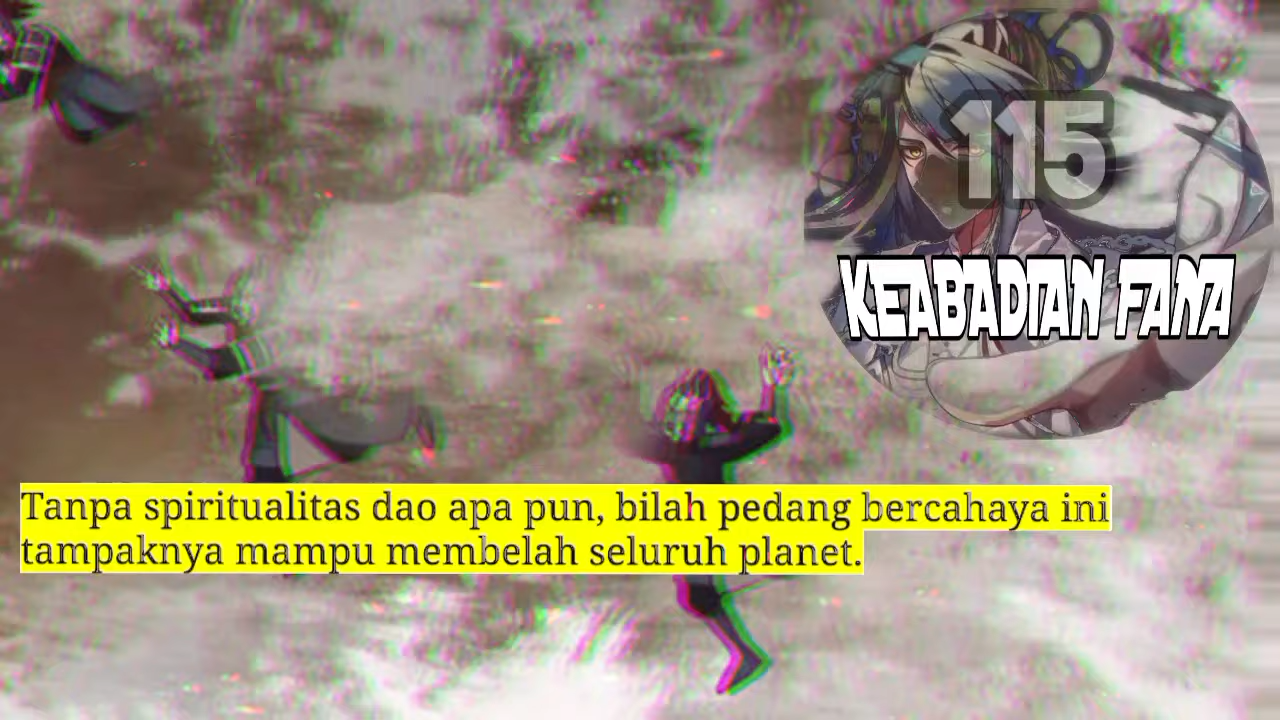 115
KEABADIAN FANA
Tanpa spiritualitas dao apa pun, bilah pedang bercahaya ini
tampaknya mampu membelah seluruh planet.